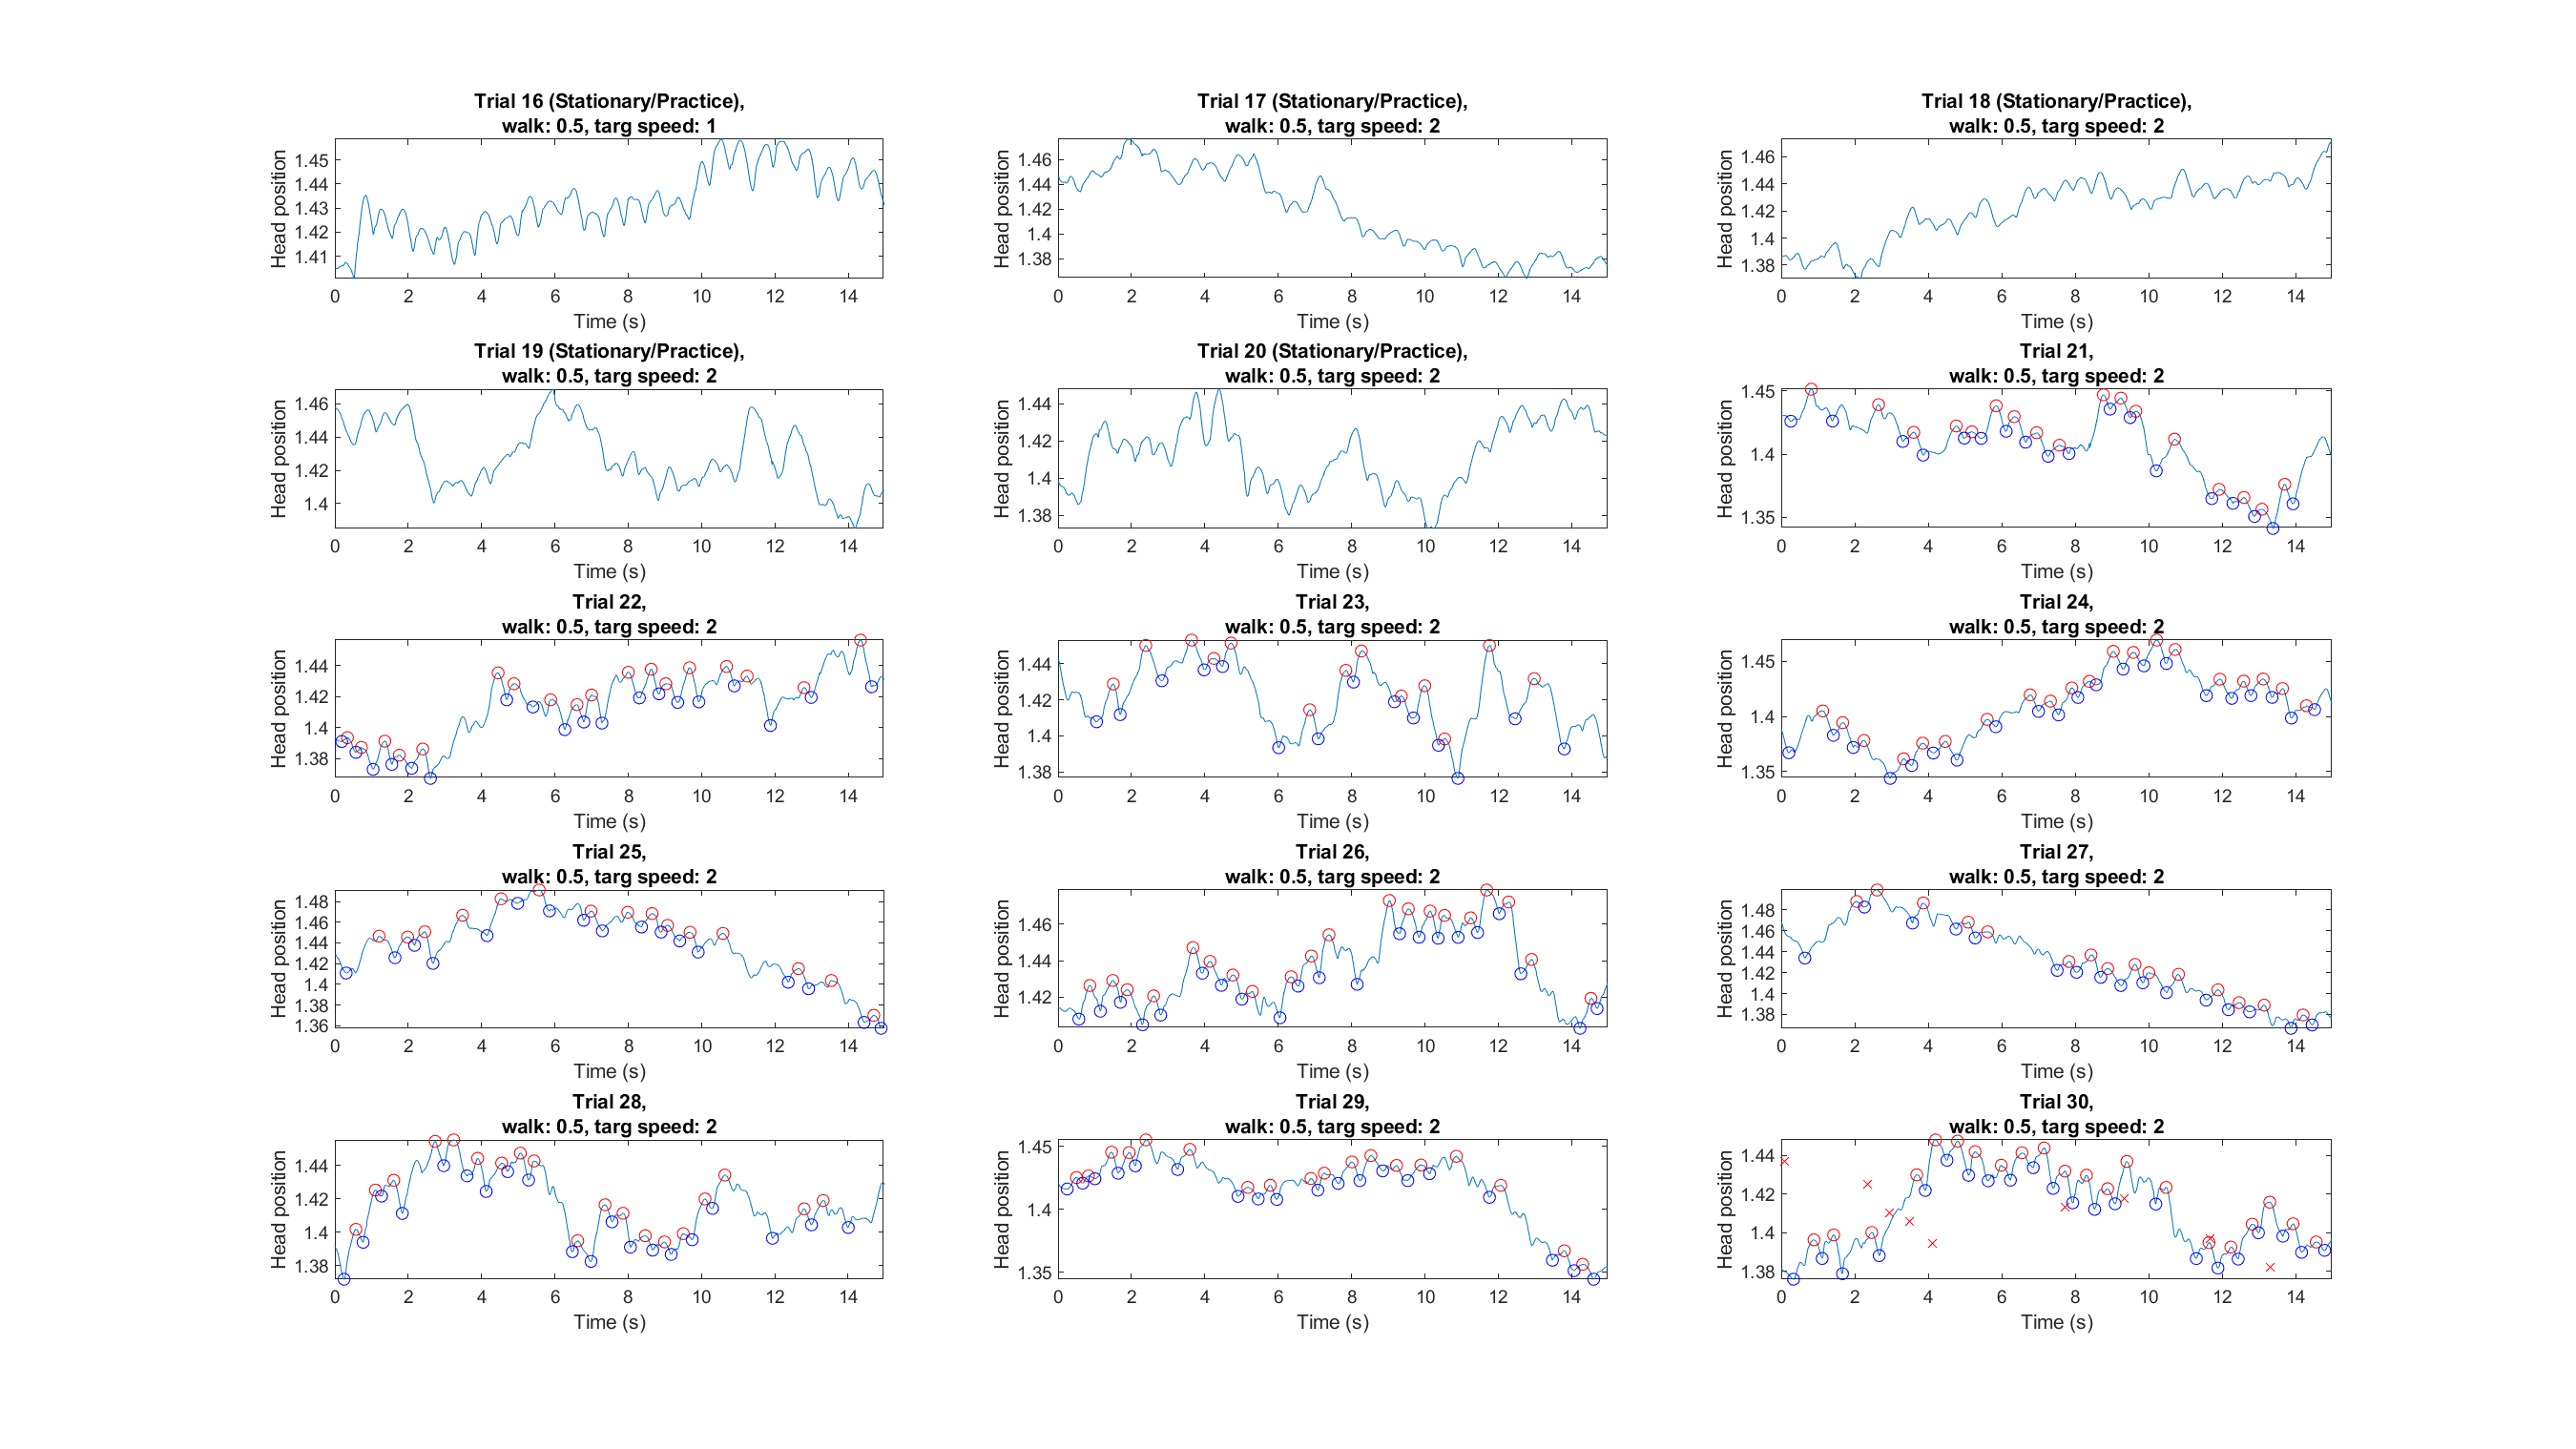 Trial 16 (Stationary/Practice),
walk: 0.5, targ speed: 1
Head position
1.45
1.44
1.43
1.42
1.41
0 2 4 6 8 10 12 14
Time (s)
Trial 17 (Stationary/Practice),
walk: 0.5, targ speed: 2
Head position
1.46
1.44
1.42
1.4
1.38
0 2 4 6 8 10 12 14
Time (s)
Trial 18 (Stationary/Practice),
walk: 0.5, targ speed: 2
Head position
1.46
1.44
1.42
1.4
1.38
0 2 4 6 8 10 12 14
Time (s)
Trial 19 (Stationary/Practice),
walk: 0.5, targ speed: 2
Head position
1.46
1.44
1.42
1.4
0 2 4 6 8 10 12 14
Time (s)
Trial 20 (Stationary/Practice),
walk: 0.5, targ speed: 2
Head position
1.44
1.42
1.4
1.38
0 2 4 6 8 10 12 14
Time (s)
Trial 21,
walk: 0.5, targ speed: 2
Head position
1.45
1.4
1.35
0 2 4 6 8 10 12 14
Time (s)
Trial 22,
walk: 0.5, targ speed: 2
Head position
1.44
1.42
1.4
1.38
0 2 4 6 8 10 12 14
Time (s)
Trial 23,
walk: 0.5, targ speed: 2
Head position
1.44
1.42
1.4
1.38
0 2 4 6 8 10 12 14
Time (s)
Trial 24,
walk: 0.5, targ speed: 2
Head position
1.45
1.4
1.35
0 2 4 6 8 10 12 14
Time (s)
Trial 25,
walk: 0.5, targ speed: 2
Head position
1.48
1.46
1.44
1.42
1.4
1.38
1.36
0 2 4 6 8 10 12 14
Time (s)
Trial 26,
walk: 0.5, targ speed: 2
Head position
1.46
1.44
1.42
0 2 4 6 8 10 12 14
Time (s)
Trial 27,
walk: 0.5, targ speed: 2
Head position
1.48
1.46
1.44
1.42
1.4
1.38
0 2 4 6 8 10 12 14
Time (s)
Trial 28,
walk: 0.5, targ speed: 2
Head position
1.44
1.42
1.4
1.38
0 2 4 6 8 10 12 14
Time (s)
Trial 29,
walk: 0.5, targ speed: 2
Head position
1.45
1.4
1.35
0 2 4 6 8 10 12 14
Time (s)
Trial 30,
walk: 0.5, targ speed: 2
Head position
1.44
1.42
1.4
1.38
0 2 4 6 8 10 12 14
Time (s)